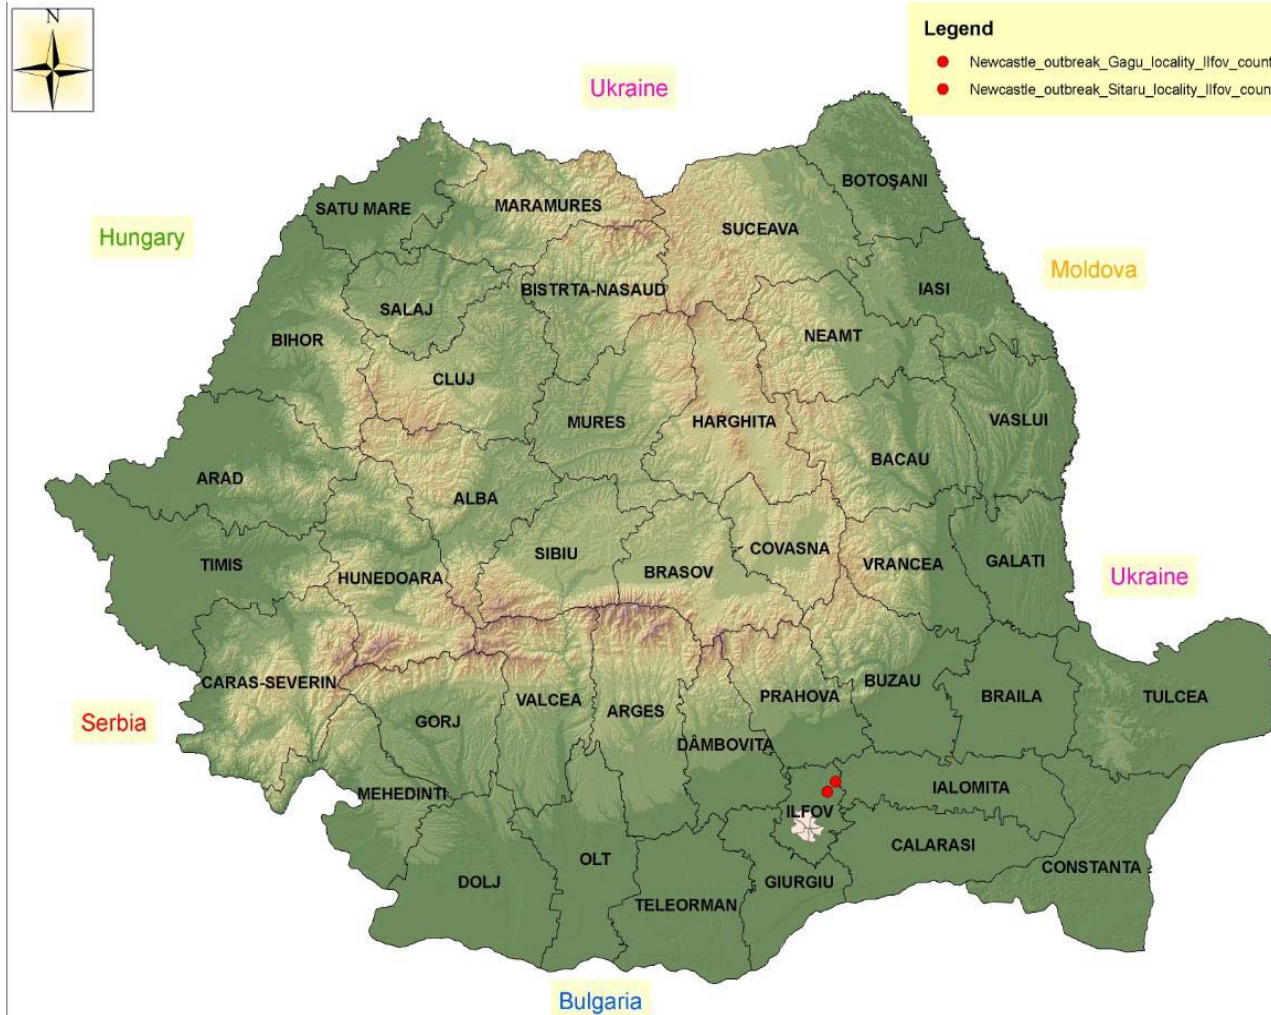 N
Legend
Newcastle_outbreak_Gagu_locality_Ilfov_count
Newcastle_outbreak_Sitaru_locality_Ilfov_coun
Ukraine
BOTOŞANI
SATU MARE
MARAMURES
SUCEAVA
Hungary
Moldova
BISTRTA-NASAUD
IASI
SALAJ
NEAMT
BIHOR
CLUJ
MURES
HARGHITA
VASLUI
BACAU
ARAD
ALBA
SIBIU
COVASNA
TIMIS
HUNEDOARA
BRASOV
VRANCEA
GALATI
Ukraine
CARAS-SEVERIN
VALCEA
PRAHOVA
BUZAU
BRAILA
TULCEA
Serbia
GORJ
ARGES
DÂMBOVITA
MEHEDINTI
IALOMITA
ILFOV
CALARASI
OLT
CONSTANTA
DOLJ
GIURGIU
TELEORMAN
Bulgaria